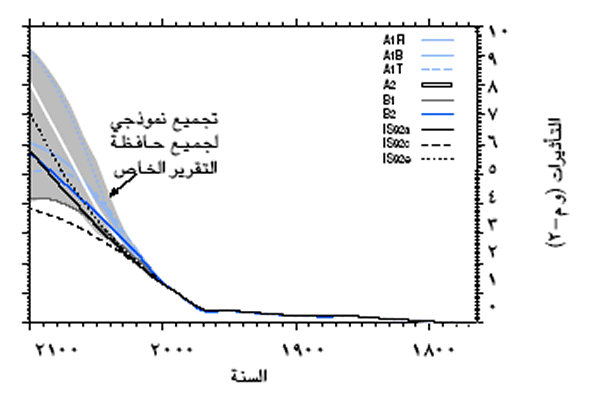 A1FI
A1B
A1T
A2
B1
B2
IS92a
IS92c
IS92e
تجميع نموذجي
لجميع حافظة
التقرير الخاص
١٠
٩
٨
٧
٦
٥
٤
٣
٢
١
٠
التأثيرات (و م-٢)
٢١٠٠
٢٠٠٠
١٩٠٠
١٨٠٠
السنة